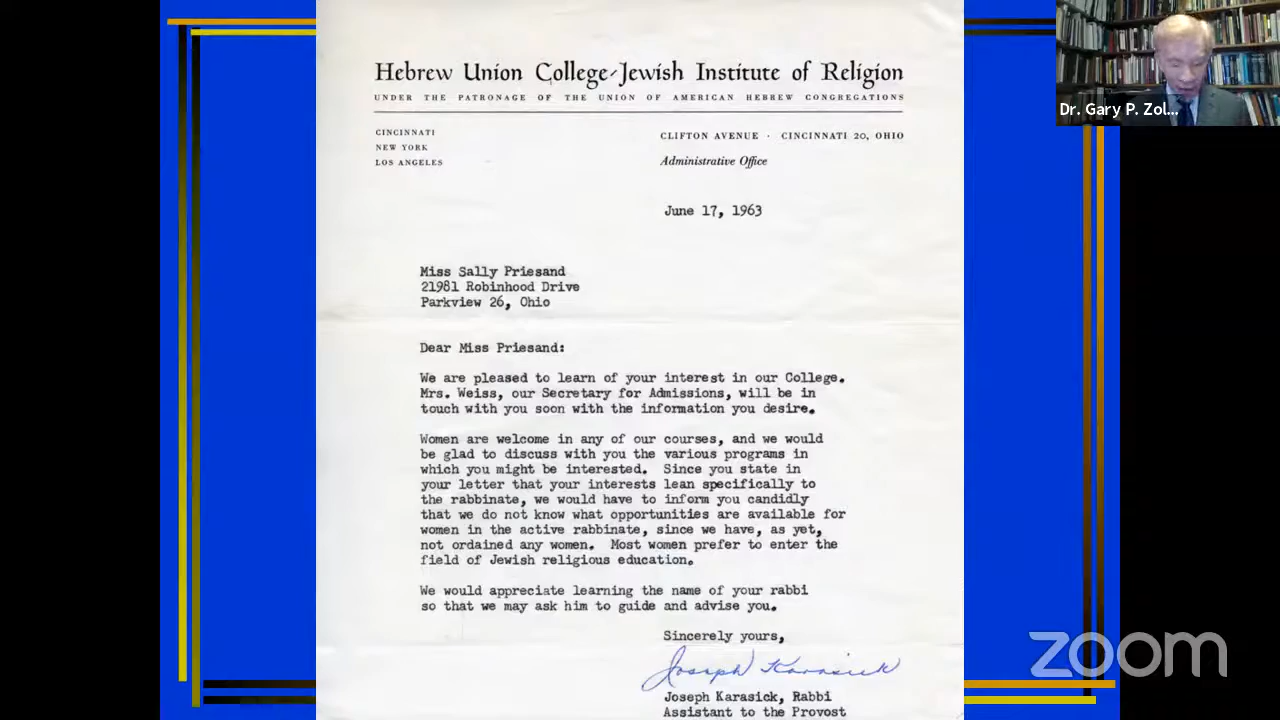 Hebrew Union College-Jewish Institute of Religion
UNDER THE PATRONAGE OF THE UNION OF AMERICAN HEBREW CONGREGATIONS
CINCINNATI
NEW YORK
LOS ANGELES
CLIFTON AVENUE · CINCINNATI 20, OHIO
Administrative Office
June 17, 1963
Miss Sally Priesand
21981 Robinhood Drive
Parkview 26, Ohio
Dear Miss Priesand:
We are pleased to learn of your interest in our College.
Mrs. Weiss, our Secretary for Admissions, will be in
touch with you soon with the information you desire.
Women are welcome in any of our courses, and we would
be glad to discuss with you the various programs in
which you might be interested. Since you state in
your letter that your interests lean specifically to
the rabbinate, we would have to inform you candidly
that we do not know what opportunities are available for
women in the active rabbinate, since we have, as yet,
not ordained any women. Most women prefer to enter the
field of Jewish religious education.
We would appreciate learning the name of your rabbi
so that we may ask him to guide and advise you.
Sincerely yours,
Joseph Karasick
Joseph Karasick, Rabbi
Assistant to the Provost
Dr. Gary P. Zol...
zoom